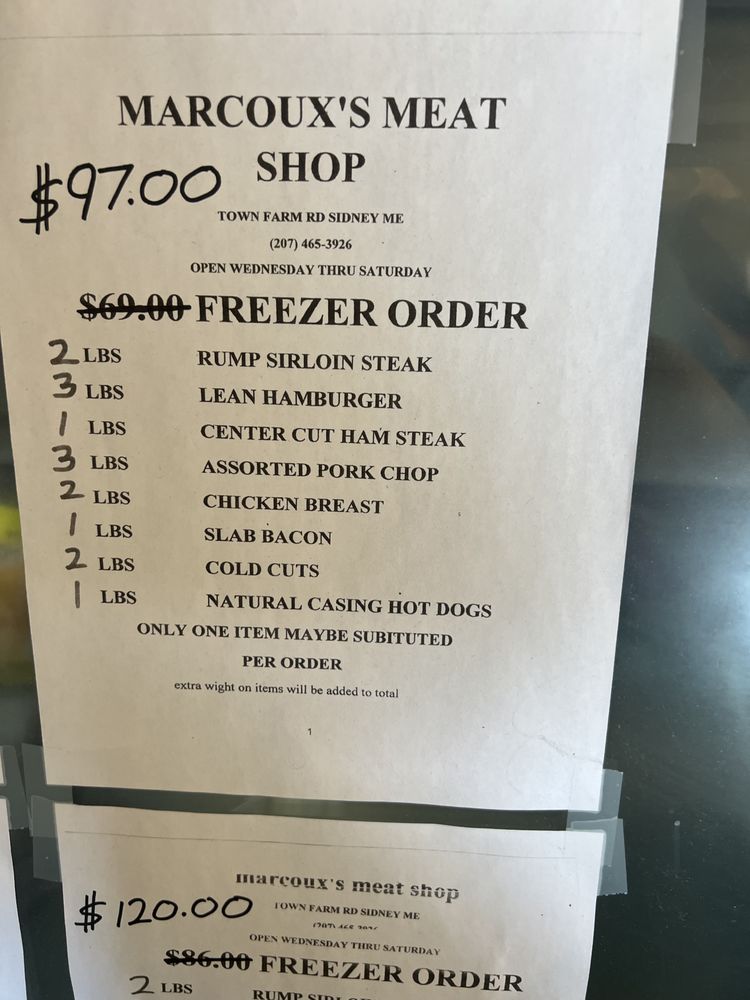 MARCOUX'S MEAT
SHOP
$97.00
TOWN FARM RD SIDNEY ME
(207) 465-3926
OPEN WEDNESDAY THRU SATURDAY
$69.00 FREEZER ORDER
2 LBS RUMP SIRLOIN STEAK
3 LBS LEAN HAMBURGER
1 LBS CENTER CUT HAM STEAK
3 LBS ASSORTED PORK CHOP
2 LBS CHICKEN BREAST
1 LBS SLAB BACON
2 LBS COLD CUTS
1 LBS NATURAL CASING HOT DOGS
ONLY ONE ITEM MAYBE SUBITUTED
PER ORDER
extra wight on items will be added to total
1
marcoux's meat shop
$120.00
TOWN FARM RD SIDNEY ME
OPEN WEDNESDAY THRU SATURDAY
$86.00 FREEZER ORDER
2 LBS RUMP